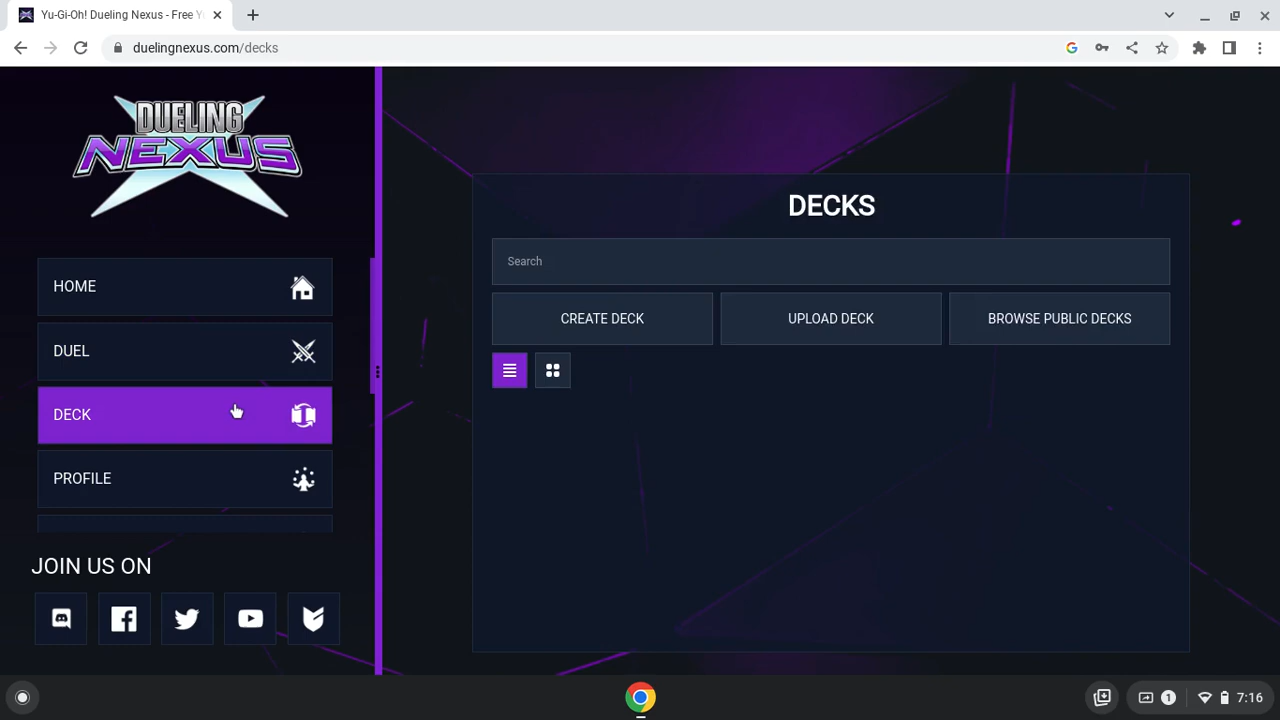 Yu-Gi-Oh! Dueling Nexus - Free Y
duelingnexus.com/decks
DUELING
NEXUS
HOME
DUEL
DECK
PROFILE
JOIN US ON
DECKS
Search
CREATE DECK
UPLOAD DECK
BROWSE PUBLIC DECKS
1
7:16